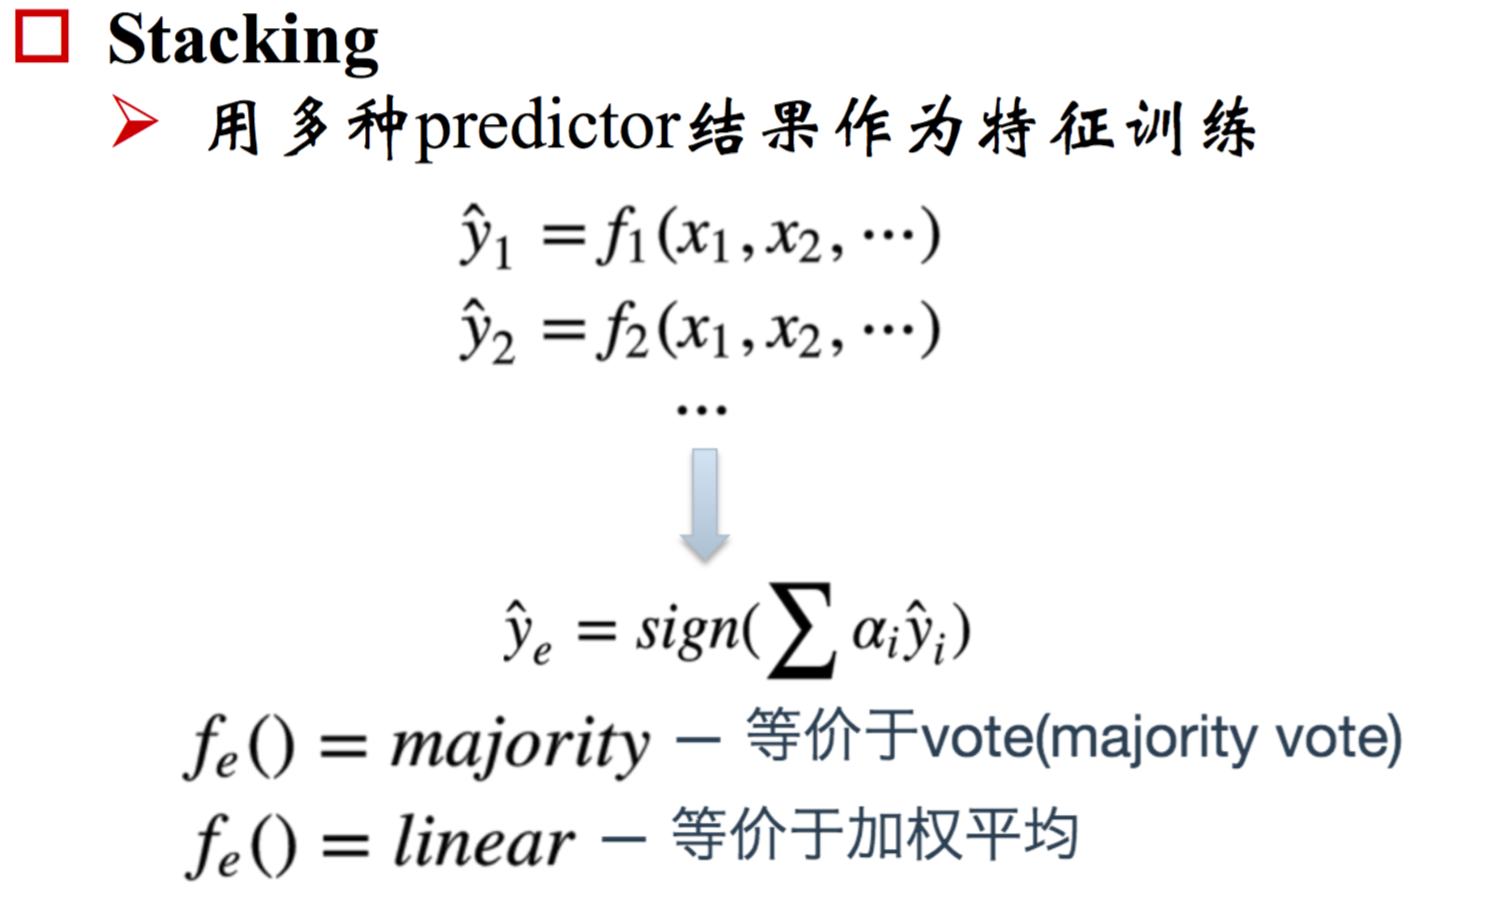 Stacking
用多种predictor结果作为特征训练
ŷ₁ = f₁(x₁, x₂, ⋯)
ŷ₂ = f₂(x₁, x₂, ⋯)
⋯
ŷₑ = sign(∑ αᵢŷᵢ)
fₑ() = majority — 等价于vote(majority vote)
fₑ() = linear — 等价于加权平均